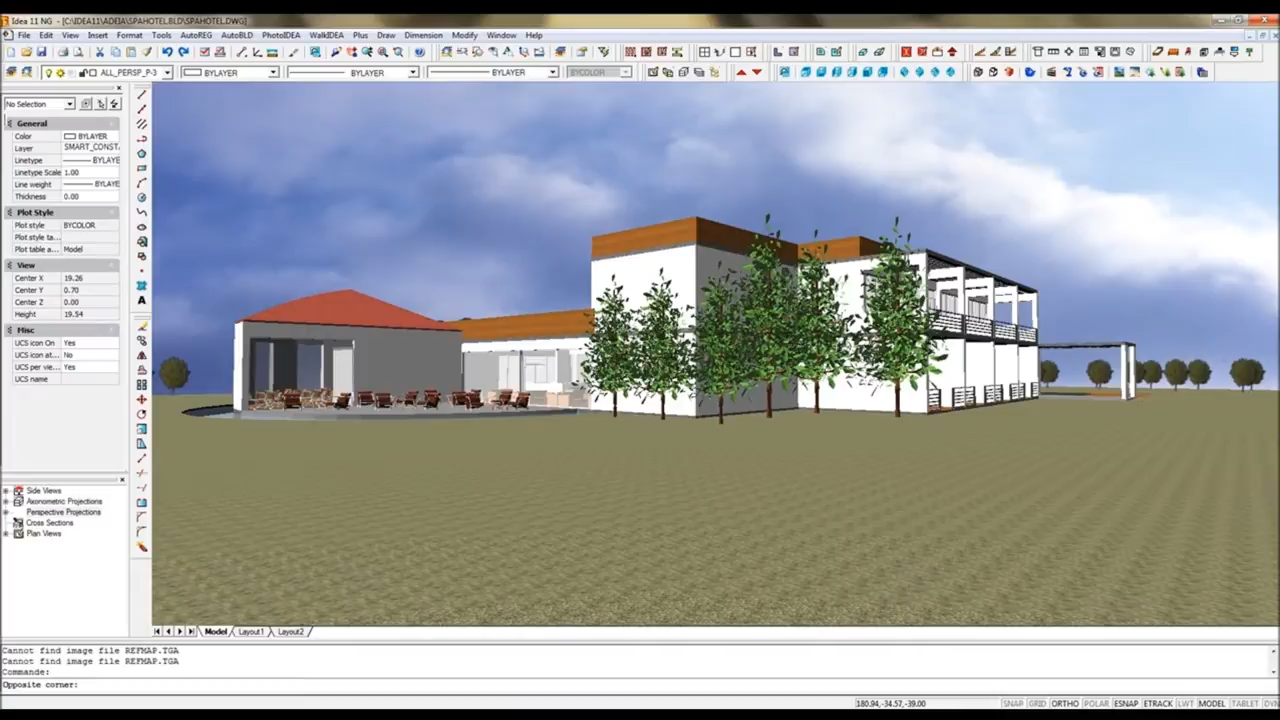 Idea 11 NG - [C:\IDEA11\ADEIA\SPAHOTEL.BLD\SPAHOTEL.DWG]
File Edit View Insert Format Tools AutoREG AutoBLD PhotoIDEA WalkIDEA Plus Draw Dimension Modify Window Help
ALL_PERSP_P-3 BYLAYER BYLAYER BYLAYER BYCOLOR
No Selection
General
Color BYLAYER
Layer SMART_CONST
Linetype BYLAYE
Linetype Scale 1.00
Line weight BYLAYE
Thickness 0.00
Plot Style
Plot style BYCOLOR
Plot style ta...
Plot table a... Model
View
Center X 19.26
Center Y 0.70
Center Z 0.00
Height 19.54
Misc
UCS icon On Yes
UCS icon at... No
UCS per vie... Yes
UCS name
Side Views
Axonometric Projections
Perspective Projections
Cross Sections
Plan Views
A
Model Layout1 Layout2
Cannot find image file REFMAP.TGA
Cannot find image file REFMAP.TGA
Commande:
Opposite corner:
180.94,-34.57,-39.00 SNAP GRID ORTHO POLAR ESNAP ETRACK LWT MODEL TABLET